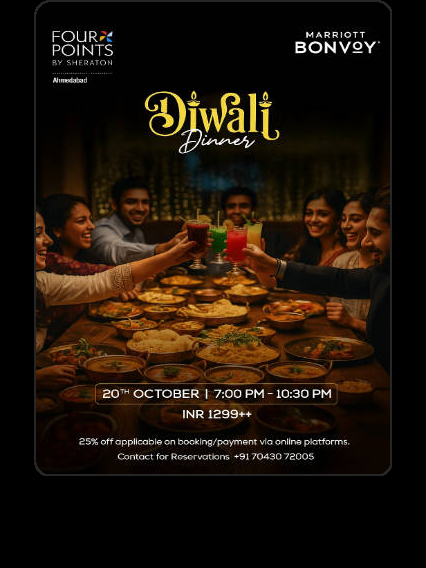 FOUR
POINTS
BY SHERATON
Ahmedabad
MARRIOTT
BONVOY
Diwali
Dinner
20TH OCTOBER | 7:00 PM - 10:30 PM
INR 1299++
25% off applicable on booking/payment via online platforms.
Contact for Reservations +91 70430 72005